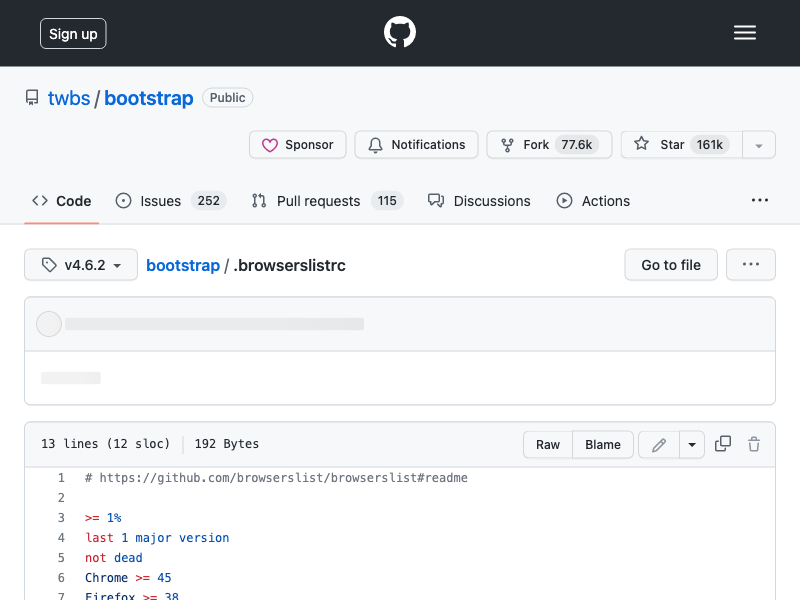 Sign up
twbs / bootstrap Public
Sponsor Notifications Fork 77.6k Star 161k
Code Issues 252 Pull requests 115 Discussions Actions
v4.6.2 bootstrap / .browserslistrc Go to file
13 lines (12 sloc) 192 Bytes Raw Blame
1 # https://github.com/browserslist/browserslist#readme
2
3 >= 1%
4 last 1 major version
5 not dead
6 Chrome >= 45
7 Firefox >= 38